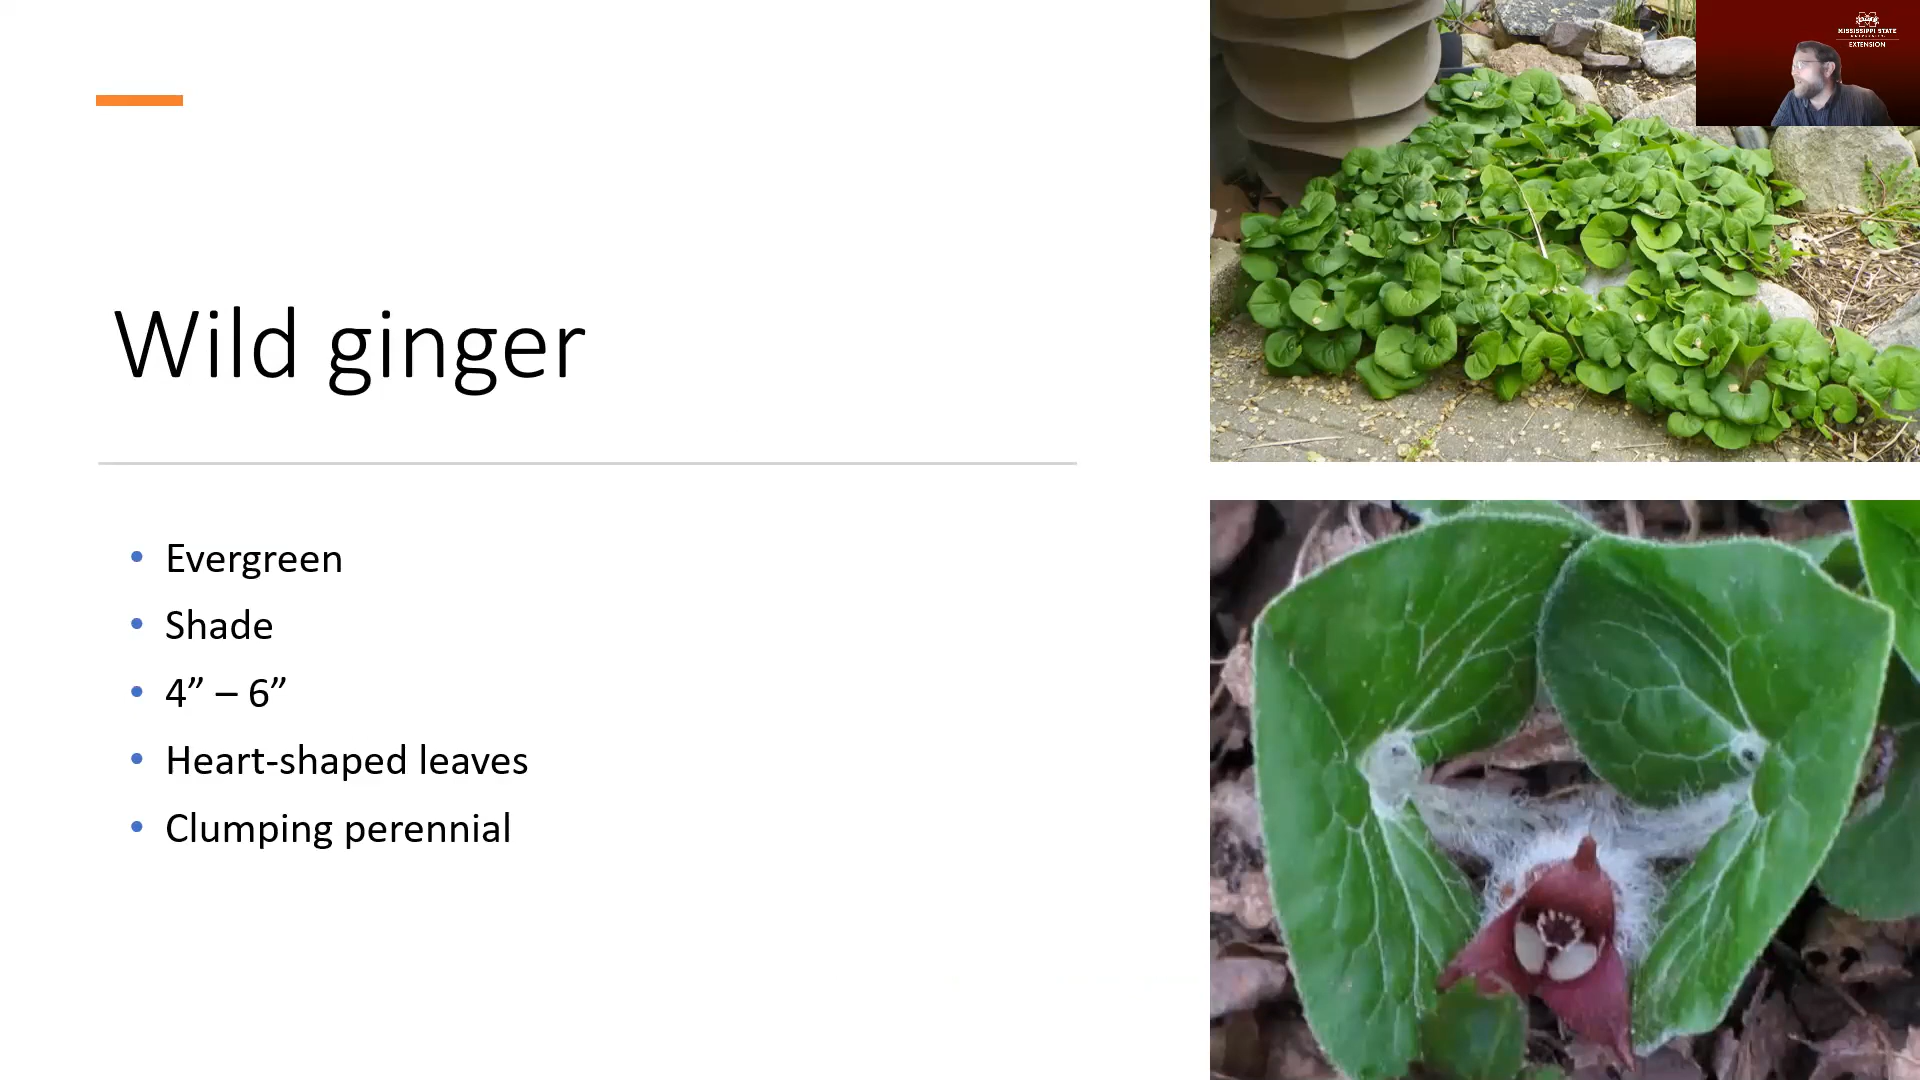 MISSISSIPPI STATE
UNIVERSITY
EXTENSION
Wild ginger
Evergreen
Shade
4” – 6”
Heart-shaped leaves
Clumping perennial